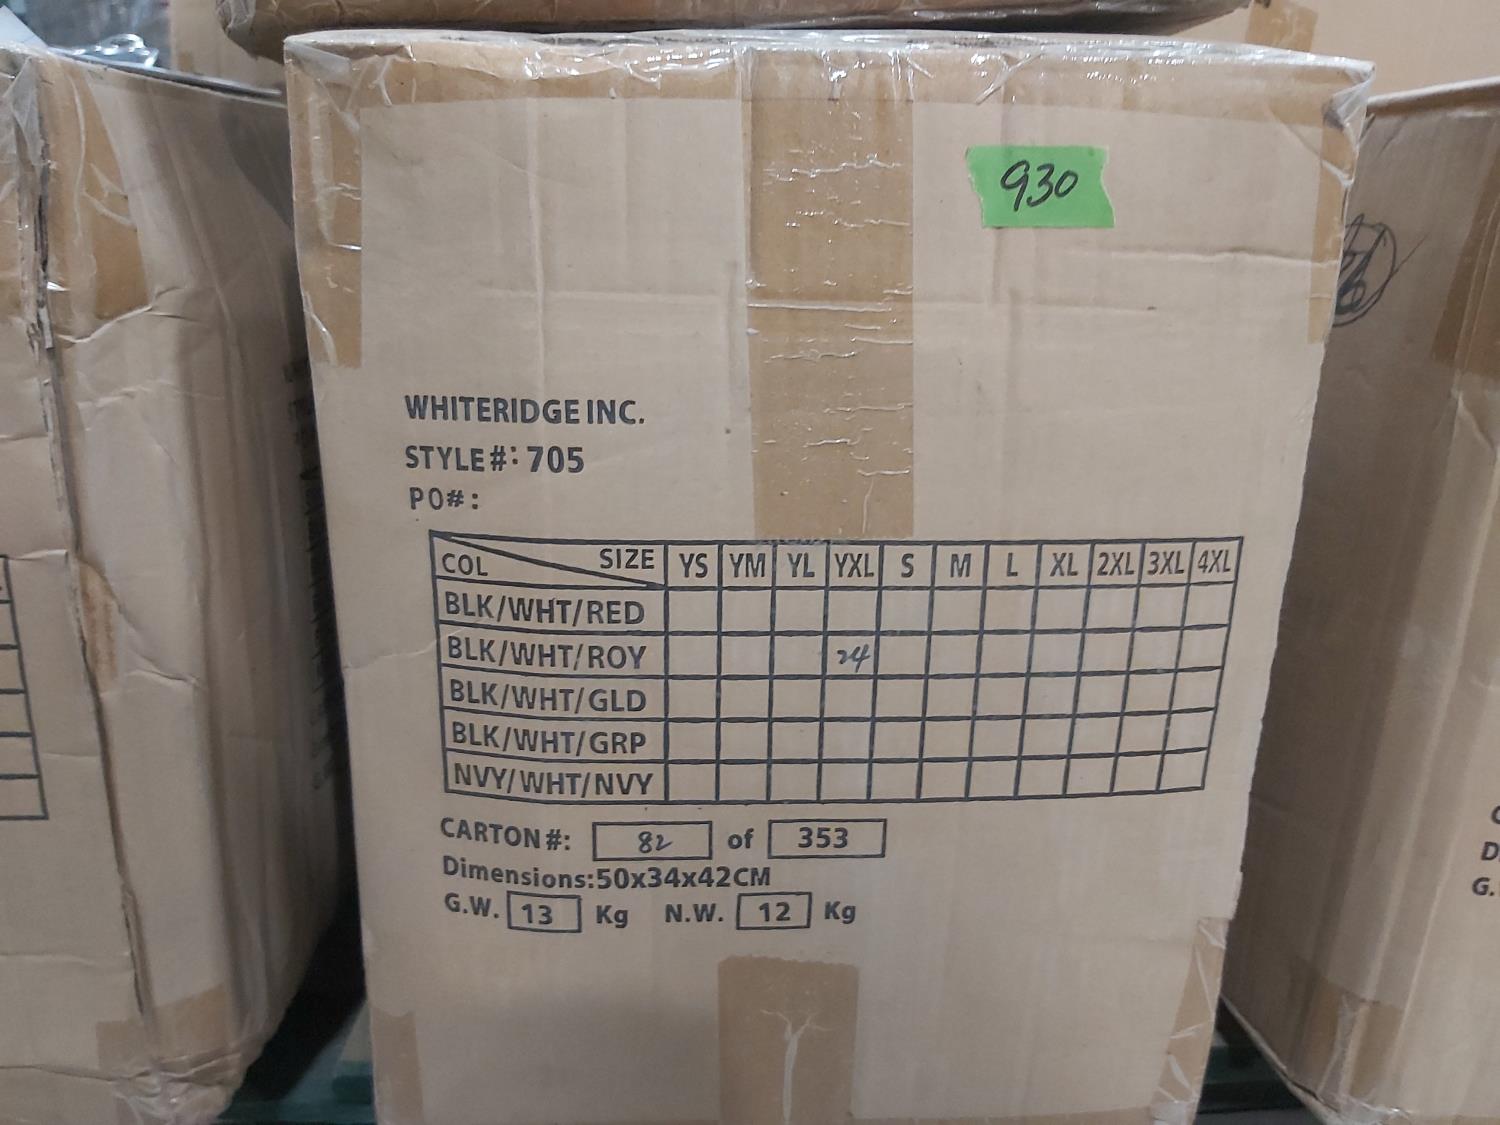 930
WHITERIDGE INC.
STYLE#: 705
PO#:
COL SIZE YS YM YL YXL S M L XL 2XL 3XL 4XL
BLK/WHT/RED
BLK/WHT/ROY 24
BLK/WHT/GLD
BLK/WHT/GRP
NVY/WHT/NVY
CARTON#: 82 of 353
Dimensions:50x34x42CM
G.W. 13 Kg N.W. 12 Kg
D
G.